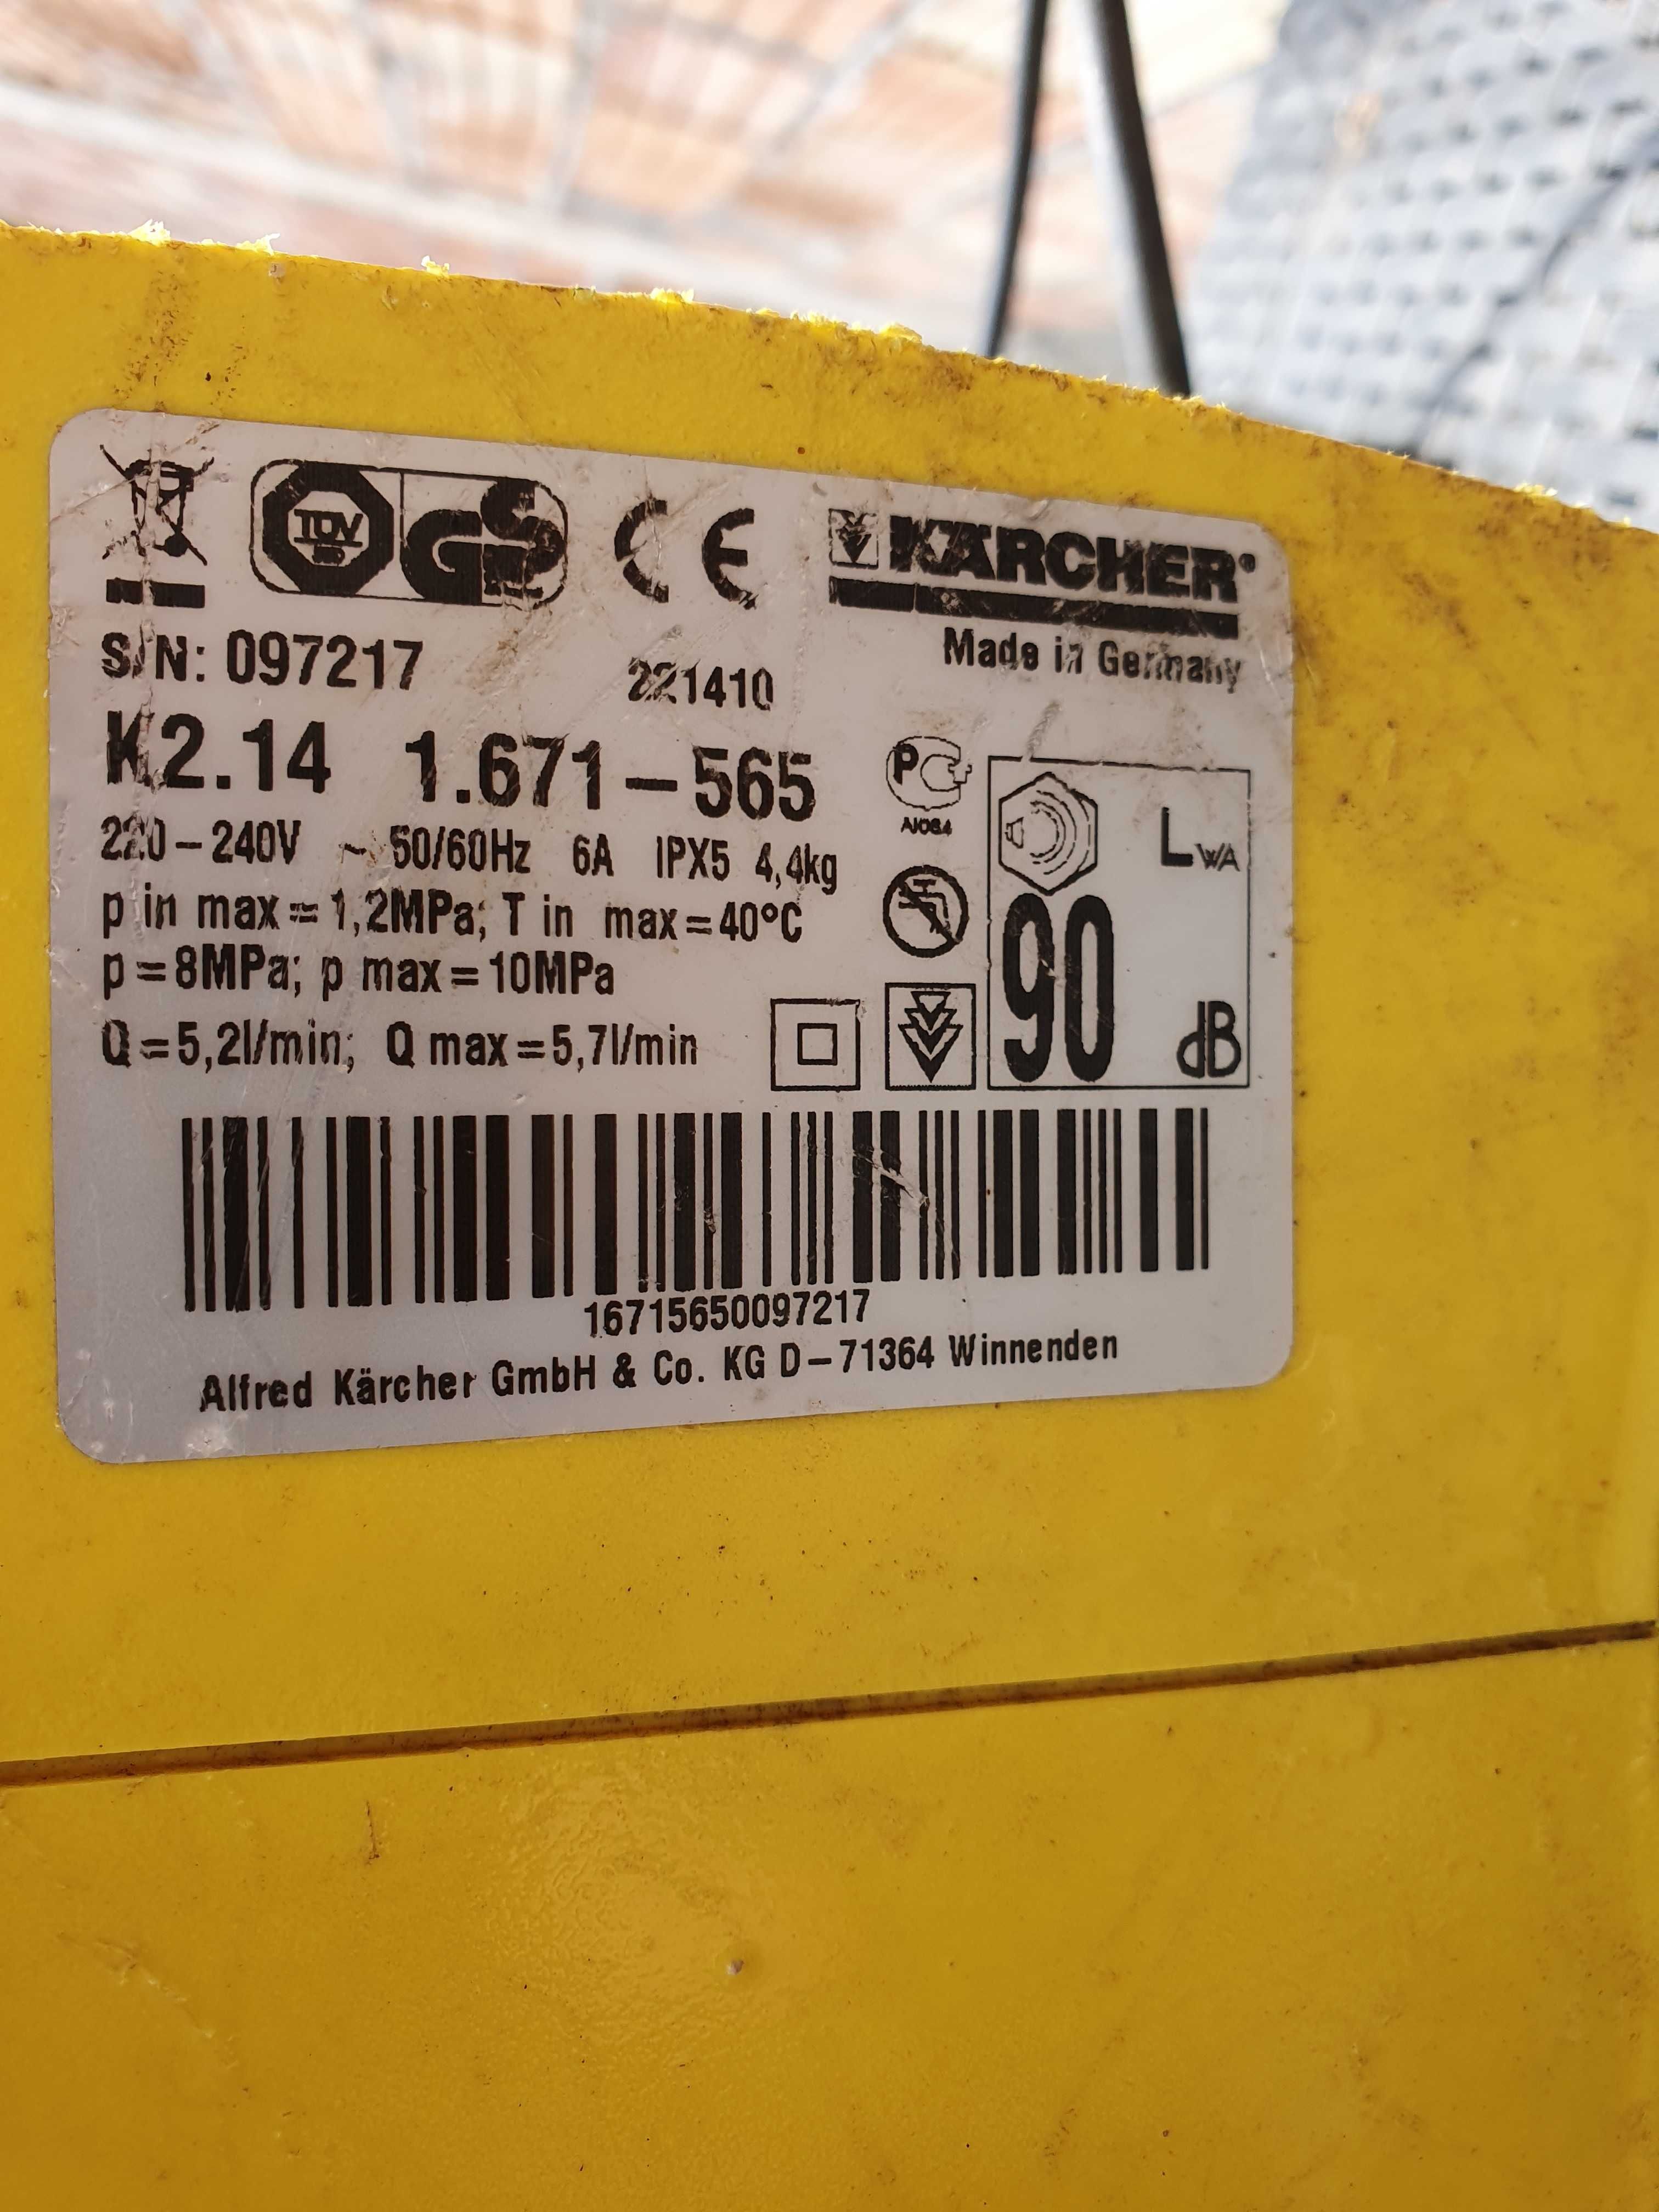 TÜV GS CE KÄRCHER®
Made in Germany
S/N: 097217 221410
K2.14 1.671-565
220-240V ~ 50/60Hz 6A IPX5 4,4kg
p in max=1,2MPa; T in max=40°C
p=8MPa; p max=10MPa
Q=5,2l/min; Q max=5,7l/min
LWA
90 dB
16715650097217
Alfred Kärcher GmbH & Co. KG D-71364 Winnenden